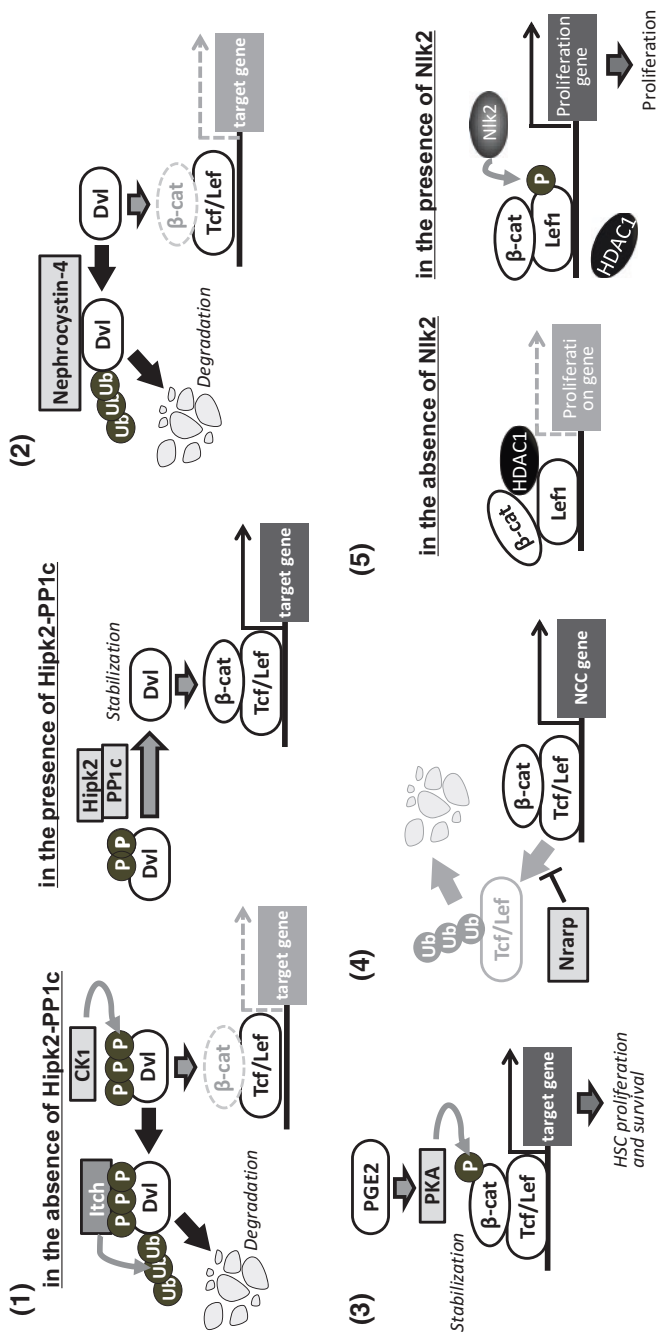 (1)
in the absence of Hipk2-PP1c
CK1
P P P
Dvl
Itch
P P P
Dvl
Ub
UL
Ub
Degradation
β-cat
Tcf/Lef
target gene
in the presence of Hipk2-PP1c
Hipk2
PP1c
P P
Dvl
Stabilization
Dvl
β-cat
Tcf/Lef
target gene
(2)
Nephrocystin-4
Dvl
Dvl
Ub
UL
Ub
Degradation
β-cat
Tcf/Lef
target gene
(3)
PGE2
PKA
Stabilization
P
β-cat
Tcf/Lef
target gene
HSC proliferation
and survival
(4)
Ub
Ub
Ub
Tcf/Lef
Nrarp
β-cat
Tcf/Lef
NCC gene
(5)
in the absence of Nlk2
β-cat
HDAC1
Lef1
Proliferati
on gene
in the presence of Nlk2
Nlk2
P
β-cat
Lef1
HDAC1
Proliferation
gene
Proliferation